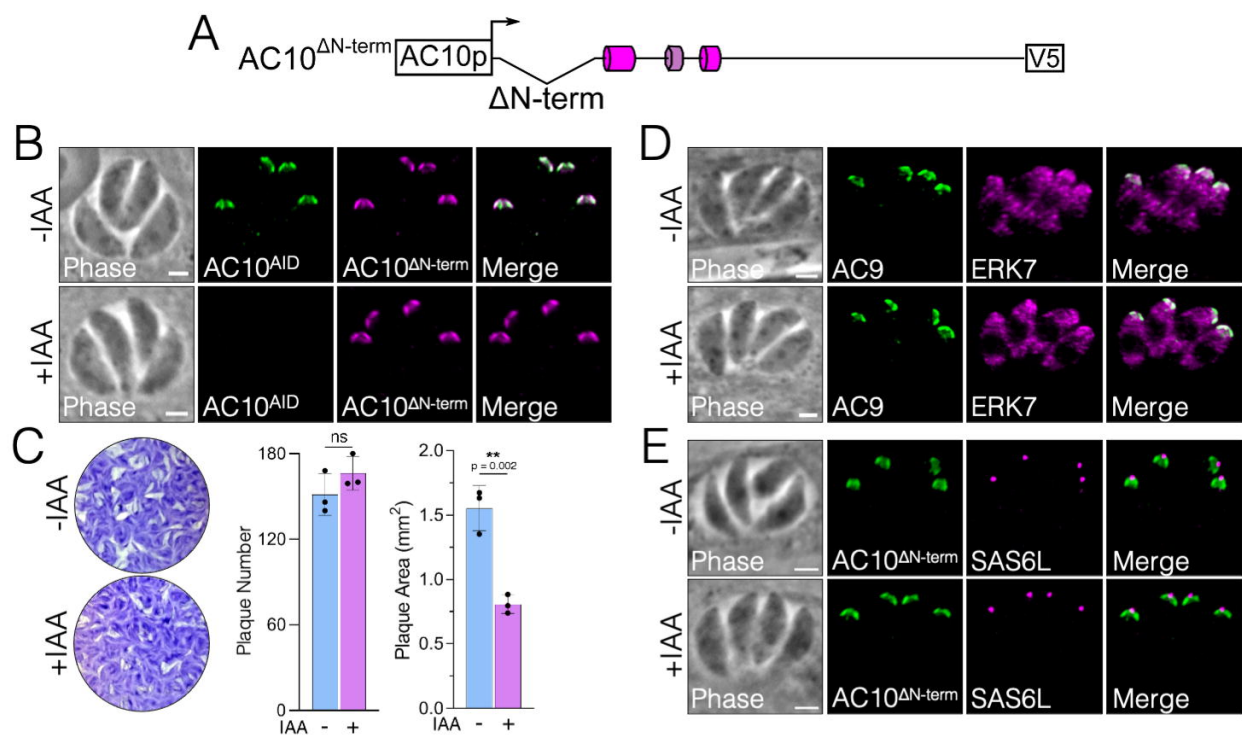 A
AC10ΔN-term
AC10p
ΔN-term
V5
B
-IAA
Phase
AC10AID
AC10ΔN-term
Merge
+IAA
Phase
AC10AID
AC10ΔN-term
Merge
C
-IAA
+IAA
Plaque Number
180
120
60
0
ns
IAA - +
Plaque Area (mm2)
2.0
1.5
1.0
0.5
0.0
**
p = 0.002
IAA - +
D
-IAA
Phase
AC9
ERK7
Merge
+IAA
Phase
AC9
ERK7
Merge
E
-IAA
Phase
AC10ΔN-term
SAS6L
Merge
+IAA
Phase
AC10ΔN-term
SAS6L
Merge